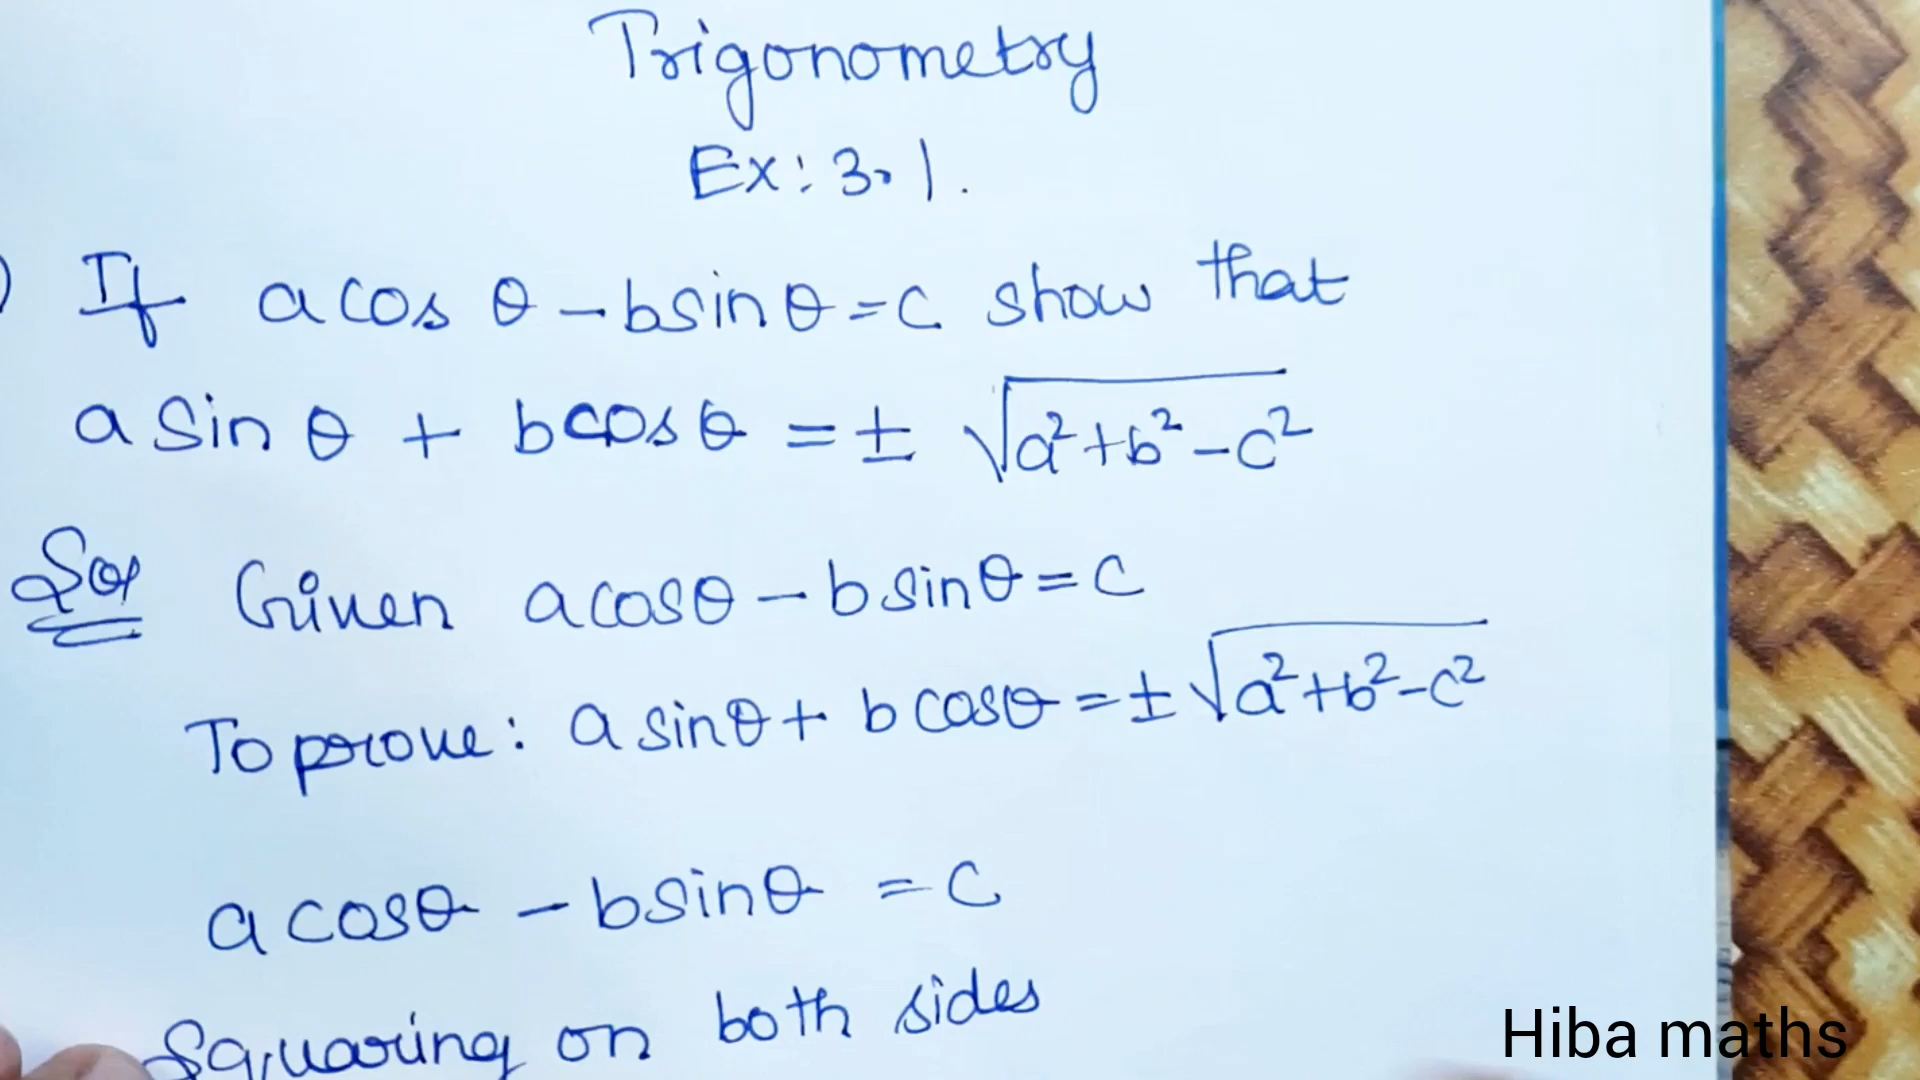 Trigonometry
Ex: 3.1.
) If a cos θ - b sin θ = c show that
a sin θ + b cos θ = ± √a²+b²-c²
Sol Given a cos θ - b sin θ = c
To prove: a sin θ + b cos θ = ± √a²+b²-c²
a cos θ - b sin θ = c
Squaring on both sides
Hiba maths